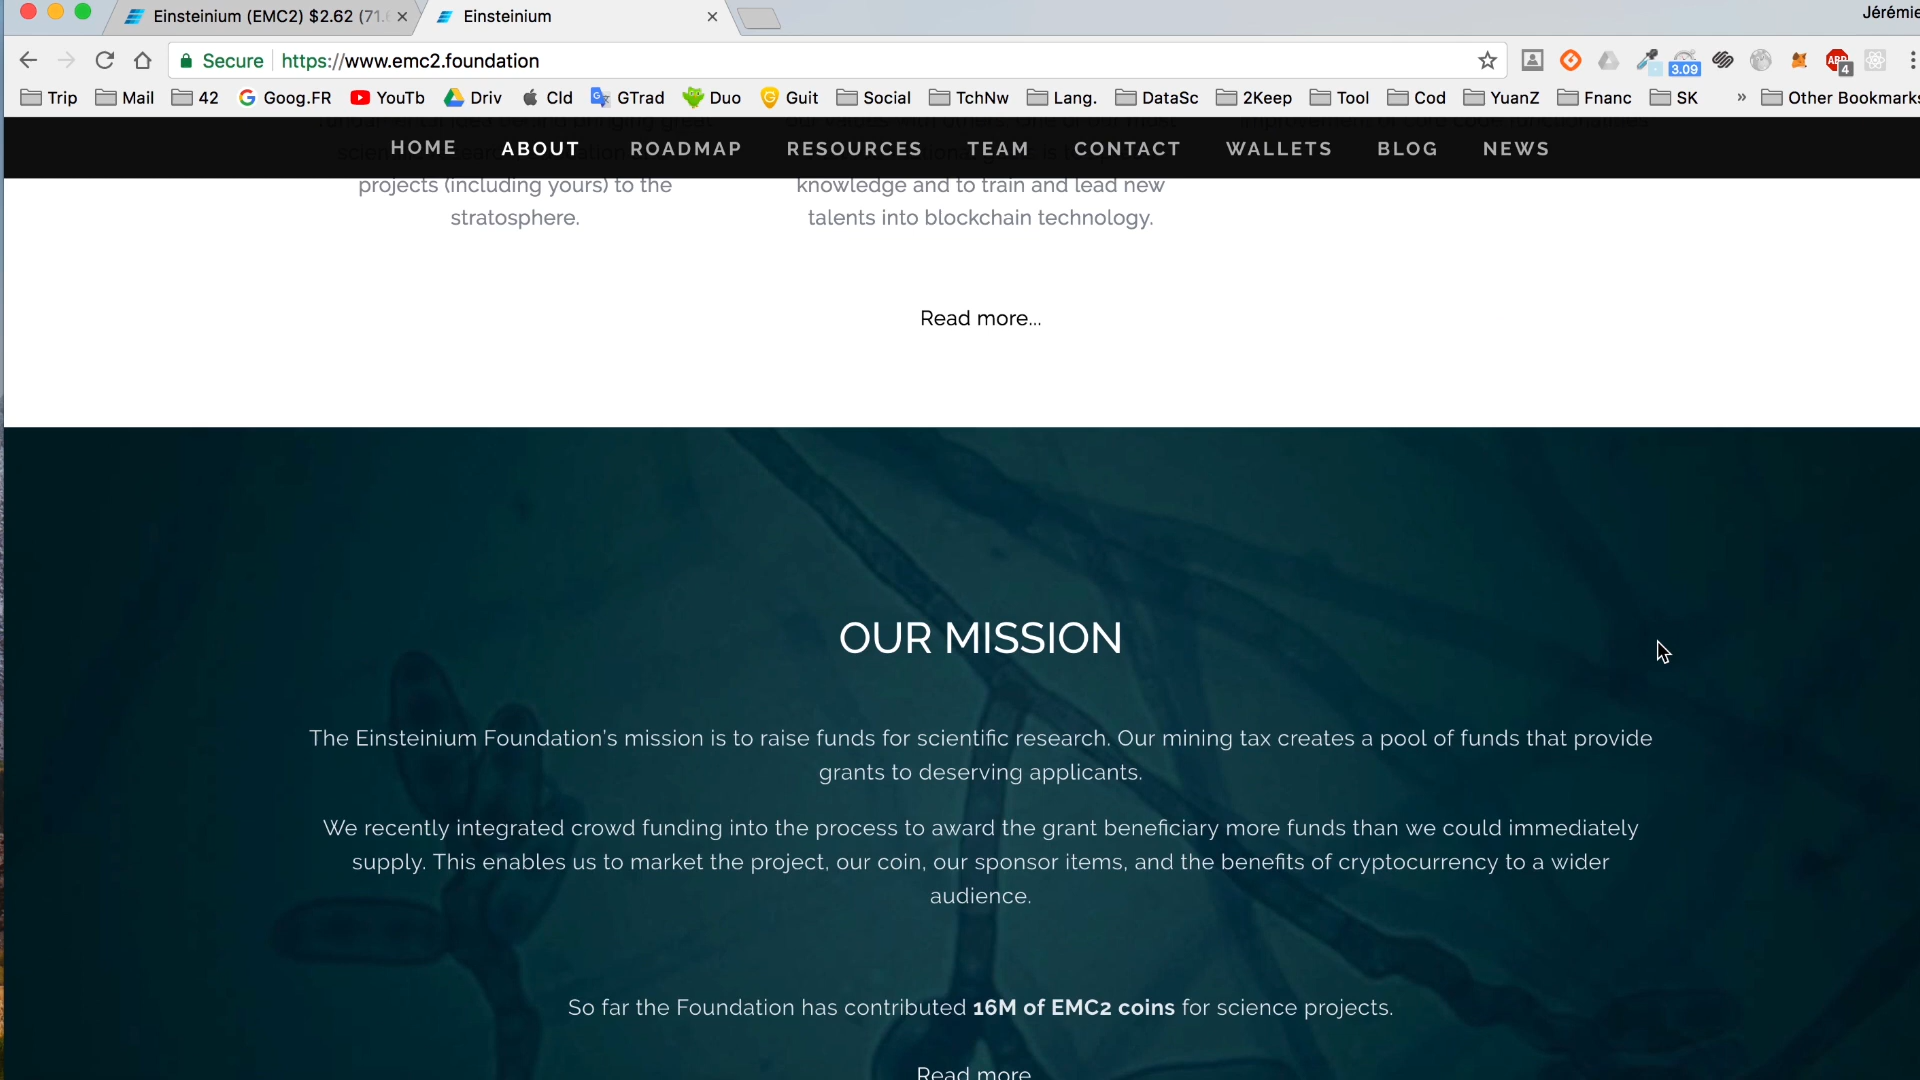 Einsteinium (EMC2) $2.62 (71.
Einsteinium
Jérémie
Secure https://www.emc2.foundation
3.09
ABP
4
Trip Mail 42 Goog.FR YouTb Driv Cld GTrad Duo Guit Social TchNw Lang. DataSc 2Keep Tool Cod YuanZ Fnanc SK » Other Bookmarks
HOME ABOUT ROADMAP RESOURCES TEAM CONTACT WALLETS BLOG NEWS
projects (including yours) to the
stratosphere.
knowledge and to train and lead new
talents into blockchain technology.
Read more...
OUR MISSION
The Einsteinium Foundation's mission is to raise funds for scientific research. Our mining tax creates a pool of funds that provide
grants to deserving applicants.
We recently integrated crowd funding into the process to award the grant beneficiary more funds than we could immediately
supply. This enables us to market the project, our coin, our sponsor items, and the benefits of cryptocurrency to a wider
audience.
So far the Foundation has contributed 16M of EMC2 coins for science projects.
Read more